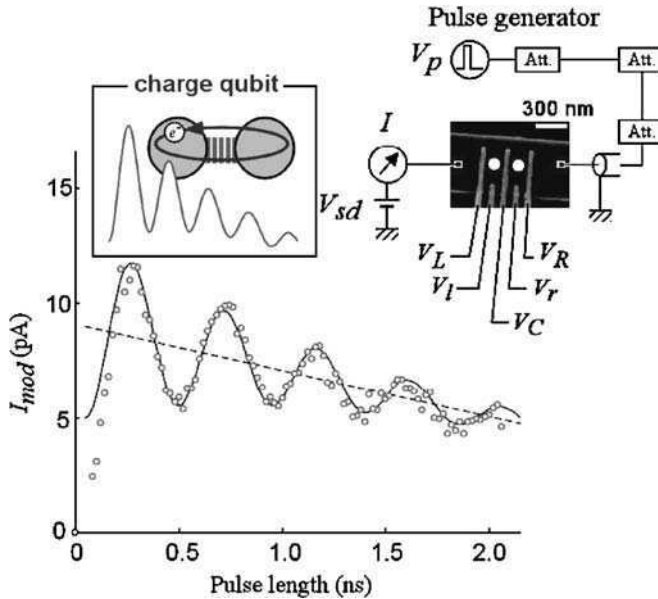 Pulse generator
V_p
Att.
Att.
Att.
charge qubit
e⁻
300 nm
I
V_sd
V_L
V_R
V_l
V_r
V_C
15
10
5
0
I_mod (pA)
0
0.5
1.0
1.5
2.0
Pulse length (ns)